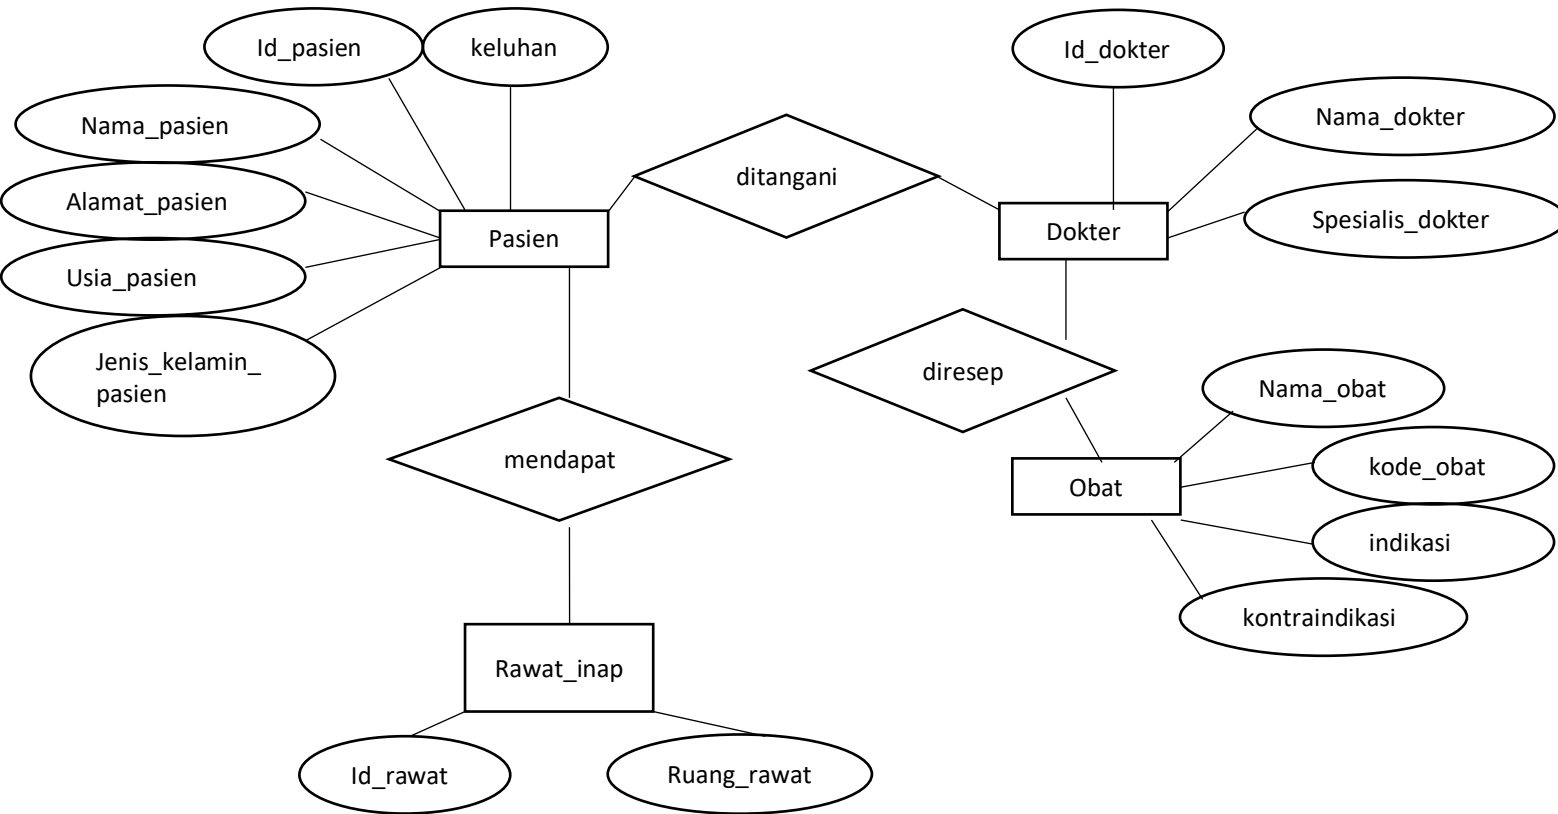 Id_pasien
keluhan
Id_dokter
Nama_pasien
Nama_dokter
ditangani
Alamat_pasien
Spesialis_dokter
Pasien
Dokter
Usia_pasien
Jenis_kelamin_
pasien
diresep
Nama_obat
mendapat
kode_obat
Obat
indikasi
kontraindikasi
Rawat_inap
Id_rawat
Ruang_rawat